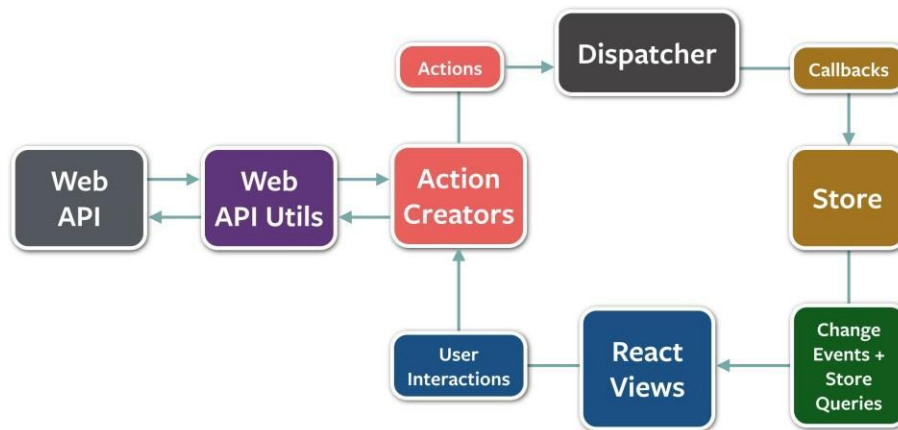 Dispatcher
Actions
Callbacks
Web
API
Web
API Utils
Action
Creators
Store
User
Interactions
React
Views
Change
Events +
Store
Queries